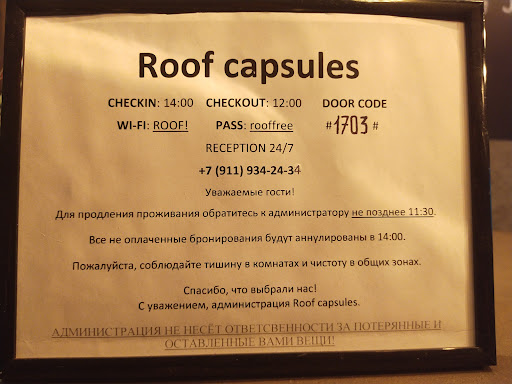 Roof capsules
CHECKIN: 14:00 CHECKOUT: 12:00 DOOR CODE
WI-FI: ROOF! PASS: rooffree #1703#
RECEPTION 24/7
+7 (911) 934-24-34
Уважаемые гости!
Для продления проживания обратитесь к администратору не позднее 11:30.
Все не оплаченные бронирования будут аннулированы в 14:00.
Пожалуйста, соблюдайте тишину в комнатах и чистоту в общих зонах.
Спасибо, что выбрали нас!
С уважением, администрация Roof capsules.
АДМИНИСТРАЦИЯ НЕ НЕСЁТ ОТВЕТСВЕННОСТИ ЗА ПОТЕРЯННЫЕ И
ОСТАВЛЕННЫЕ ВАМИ ВЕЩИ!